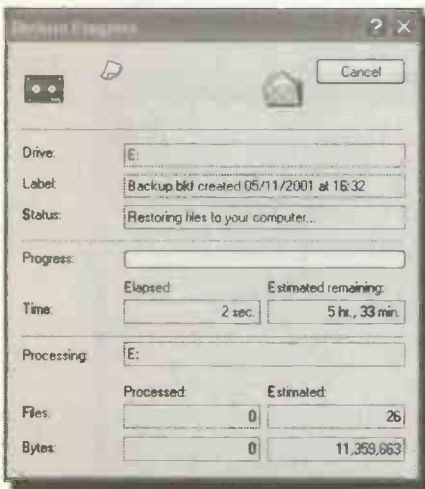 ? ×
Cancel
Drive: E:
Label: Backup.bkf created 05/11/2001 at 16:32
Status: Restoring files to your computer...
Progress:
Elapsed: Estimated remaining:
Time: 2 sec. 5 hr., 33 min.
Processing: E:
Processed: Estimated:
Files: 0 26
Bytes: 0 11,359,663